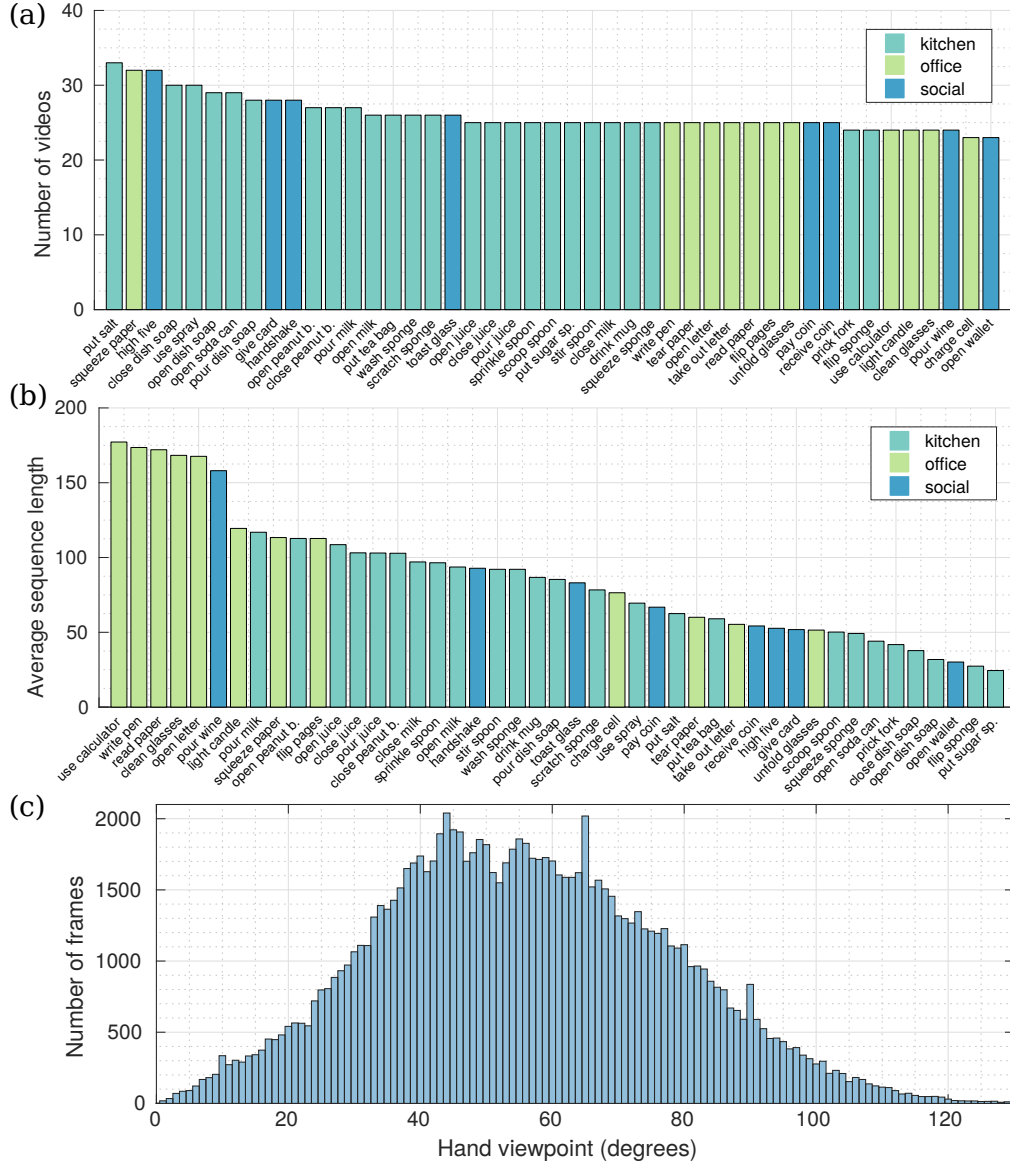 (a)
40
30
20
10
0
Number of videos
kitchen
office
social
put salt
squeeze paper
high five
close dish soap
use spray
open dish soap
open soda can
pour dish soap
give card
handshake
open peanut b.
close peanut b.
pour milk
open milk
put tea bag
wash sponge
scratch sponge
toast glass
open juice
close juice
pour juice
sprinkle spoon
scoop spoon
put sugar sp.
stir spoon
close milk
drink mug
squeeze sponge
write pen
tear paper
open letter
take out letter
read paper
flip pages
unfold glasses
pay coin
receive coin
prick fork
flip sponge
use calculator
light candle
clean glasses
pour wine
charge cell
open wallet
(b)
200
150
100
50
0
Average sequence length
kitchen
office
social
use calculator
write pen
read paper
clean glasses
open letter
pour wine
light candle
pour milk
squeeze paper
open peanut b.
flip pages
open juice
close juice
pour juice
close peanut b.
close milk
sprinkle spoon
open milk
handshake
stir spoon
wash sponge
drink mug
pour dish soap
toast glass
scratch sponge
charge cell
use spray
pay coin
put salt
tear paper
put tea bag
take out letter
receive coin
high five
give card
unfold glasses
scoop spoon
squeeze sponge
open soda can
prick fork
close dish soap
open dish soap
open wallet
flip sponge
put sugar sp.
(c)
2000
1500
1000
500
0
Number of frames
0 20 40 60 80 100 120
Hand viewpoint (degrees)